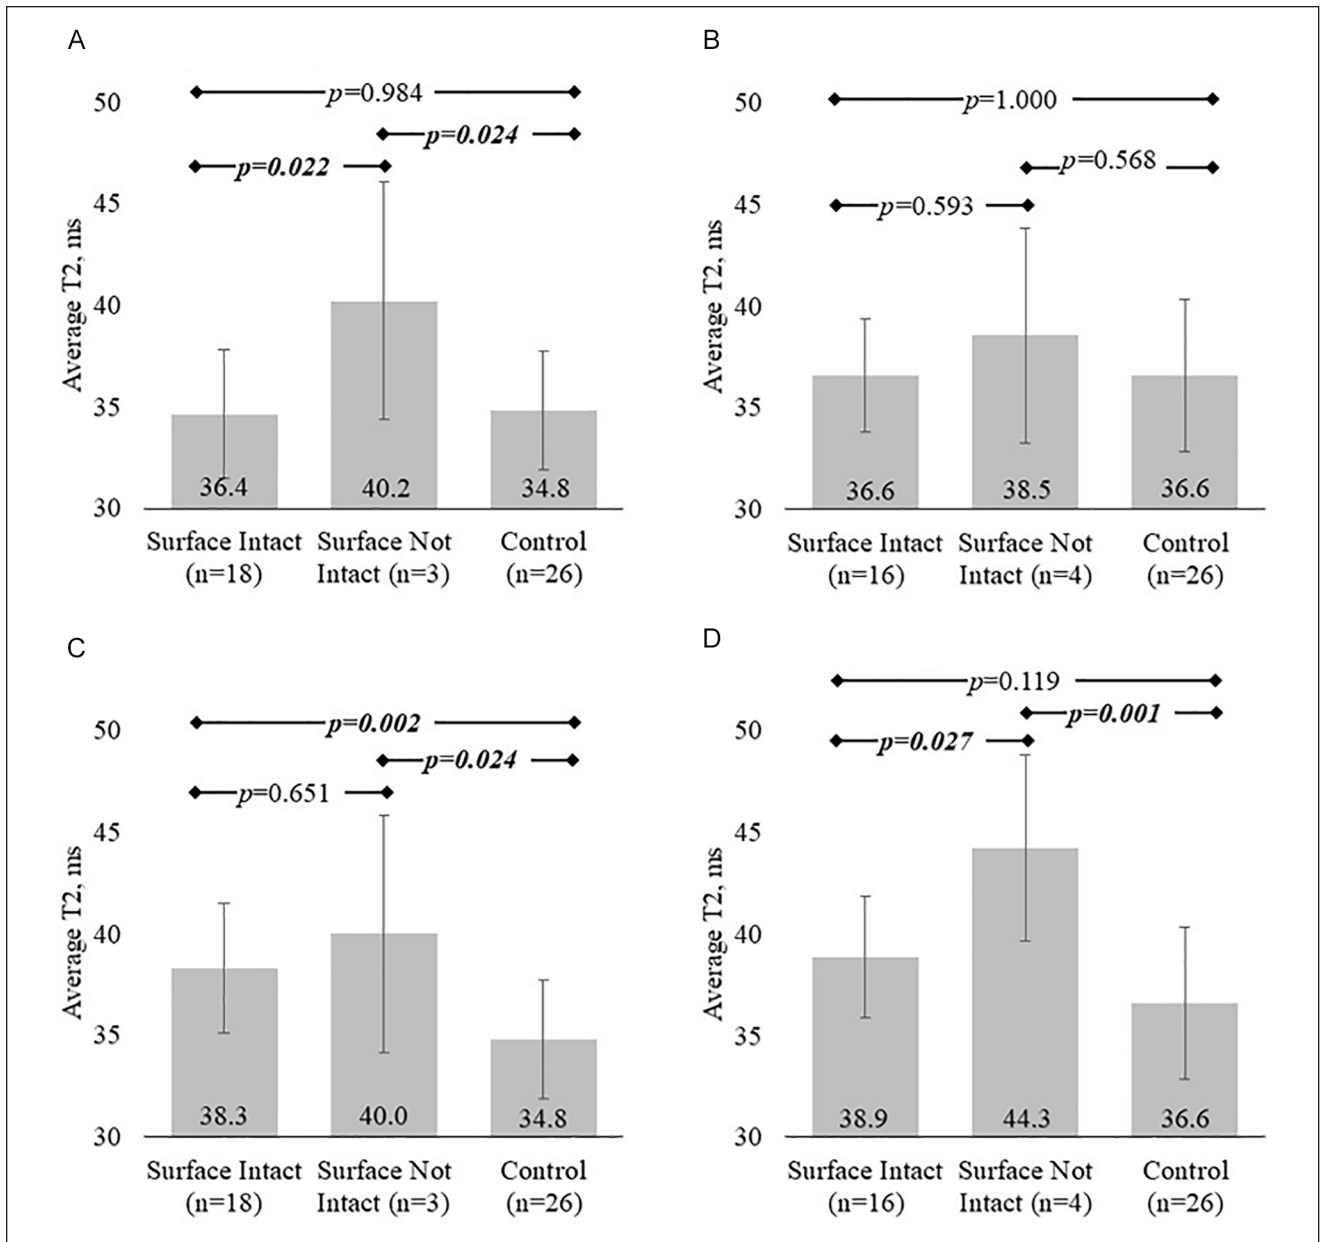 A
50
45
40
35
30
Average T2, ms
p=0.984
p=0.024
p=0.022
36.4
40.2
34.8
Surface Intact
(n=18)
Surface Not
Intact (n=3)
Control
(n=26)
B
50
45
40
35
30
Average T2, ms
p=1.000
p=0.568
p=0.593
36.6
38.5
36.6
Surface Intact
(n=16)
Surface Not
Intact (n=4)
Control
(n=26)
C
50
45
40
35
30
Average T2, ms
p=0.002
p=0.024
p=0.651
38.3
40.0
34.8
Surface Intact
(n=18)
Surface Not
Intact (n=3)
Control
(n=26)
D
50
45
40
35
30
Average T2, ms
p=0.119
p=0.001
p=0.027
38.9
44.3
36.6
Surface Intact
(n=16)
Surface Not
Intact (n=4)
Control
(n=26)